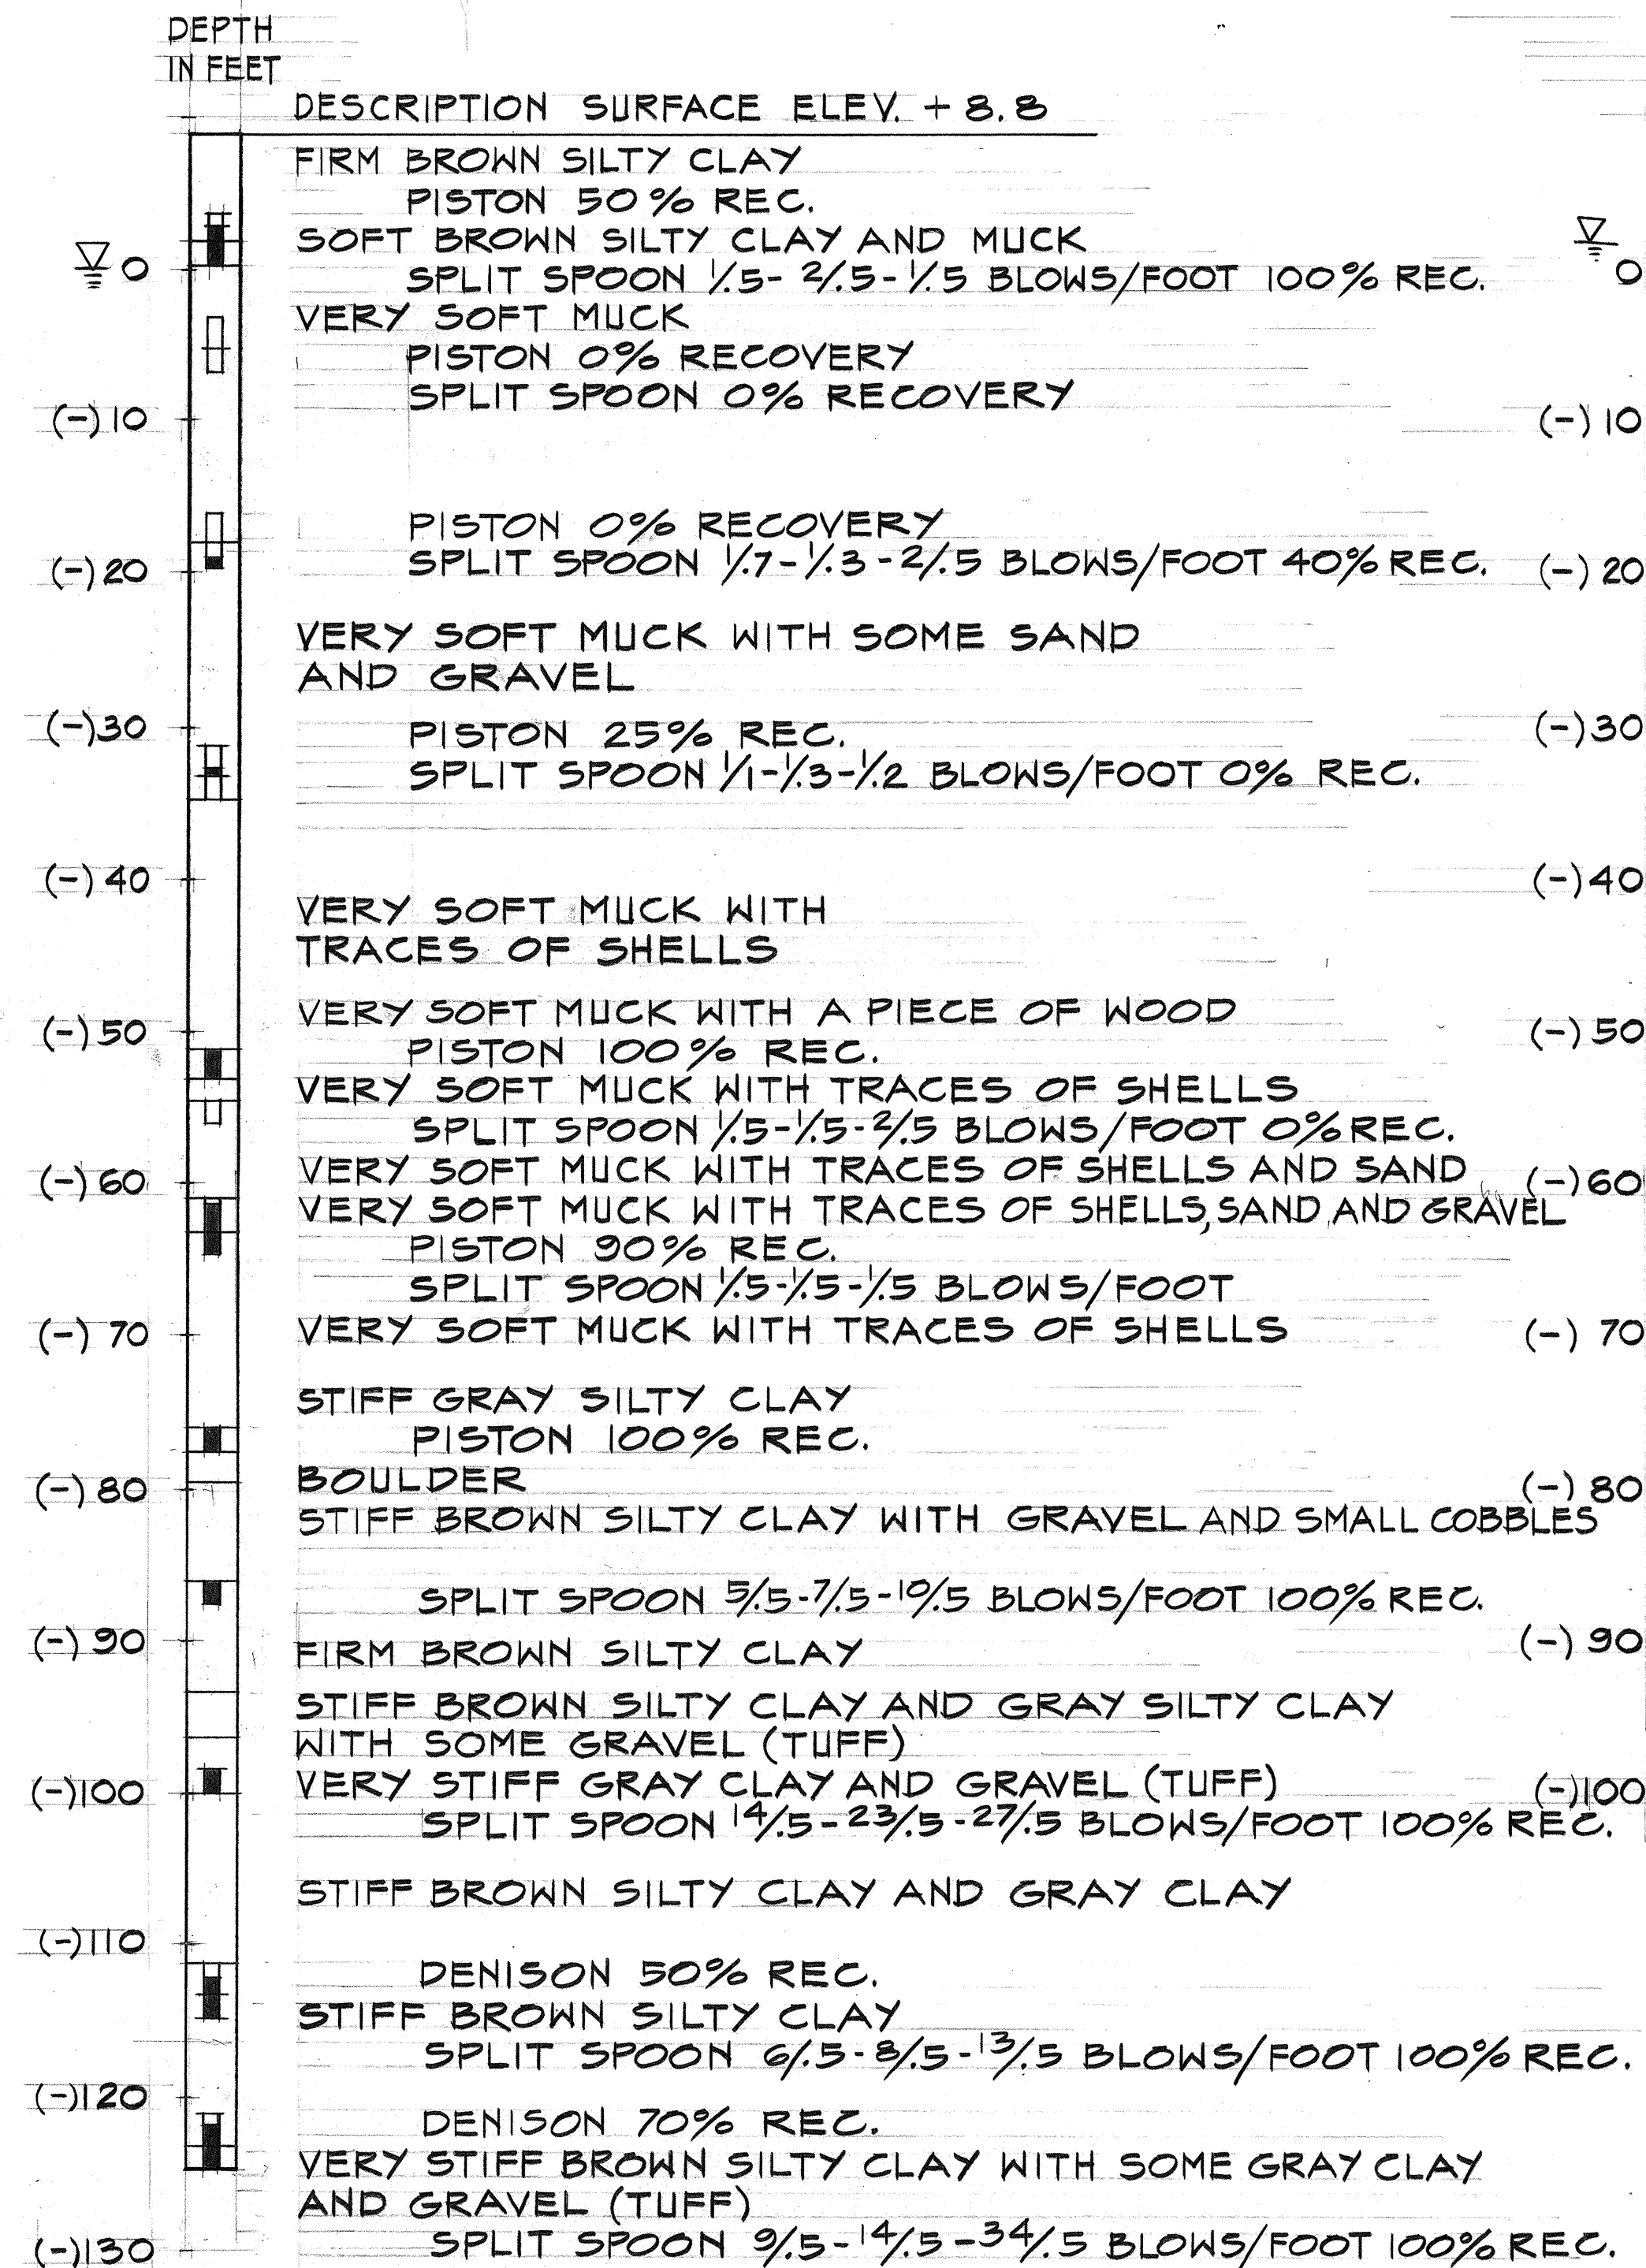 DEPTH
IN FEET
DESCRIPTION SURFACE ELEV. +8.8
FIRM BROWN SILTY CLAY
PISTON 50% REC.
SOFT BROWN SILTY CLAY AND MUCK
0 SPLIT SPOON 1/.5-2/.5-1/.5 BLOWS/FOOT 100% REC. 0
VERY SOFT MUCK
PISTON 0% RECOVERY
SPLIT SPOON 0% RECOVERY
(-)10 (-)10
PISTON 0% RECOVERY
(-)20 SPLIT SPOON 1/.7-1/.3-2/.5 BLOWS/FOOT 40% REC. (-)20
VERY SOFT MUCK WITH SOME SAND
AND GRAVEL
(-)30 PISTON 25% REC. (-)30
SPLIT SPOON 1/1-1/.3-1/.2 BLOWS/FOOT 0% REC.
(-)40 (-)40
VERY SOFT MUCK WITH
TRACES OF SHELLS
VERY SOFT MUCK WITH A PIECE OF WOOD
(-)50 (-)50
PISTON 100% REC.
VERY SOFT MUCK WITH TRACES OF SHELLS
SPLIT SPOON 1/.5-1/.5-2/.5 BLOWS/FOOT 0% REC.
(-)60 VERY SOFT MUCK WITH TRACES OF SHELLS AND SAND (-)60
VERY SOFT MUCK WITH TRACES OF SHELLS, SAND, AND GRAVEL
PISTON 90% REC.
SPLIT SPOON 1/.5-1/.5-1/.5 BLOWS/FOOT
(-)70 VERY SOFT MUCK WITH TRACES OF SHELLS (-)70
STIFF GRAY SILTY CLAY
PISTON 100% REC.
(-)80 BOULDER (-)80
STIFF BROWN SILTY CLAY WITH GRAVEL AND SMALL COBBLES
SPLIT SPOON 5/.5-7/.5-10/.5 BLOWS/FOOT 100% REC.
(-)90 FIRM BROWN SILTY CLAY (-)90
STIFF BROWN SILTY CLAY AND GRAY SILTY CLAY
WITH SOME GRAVEL (TUFF)
(-)100 VERY STIFF GRAY CLAY AND GRAVEL (TUFF) (-)100
SPLIT SPOON 14/.5-23/.5-27/.5 BLOWS/FOOT 100% REC.
STIFF BROWN SILTY CLAY AND GRAY CLAY
(-)110
DENISON 50% REC.
STIFF BROWN SILTY CLAY
SPLIT SPOON 6/.5-8/.5-13/.5 BLOWS/FOOT 100% REC.
(-)120
DENISON 70% REC.
VERY STIFF BROWN SILTY CLAY WITH SOME GRAY CLAY
AND GRAVEL (TUFF)
(-)130 SPLIT SPOON 9/.5-14/.5-34/.5 BLOWS/FOOT 100% REC.